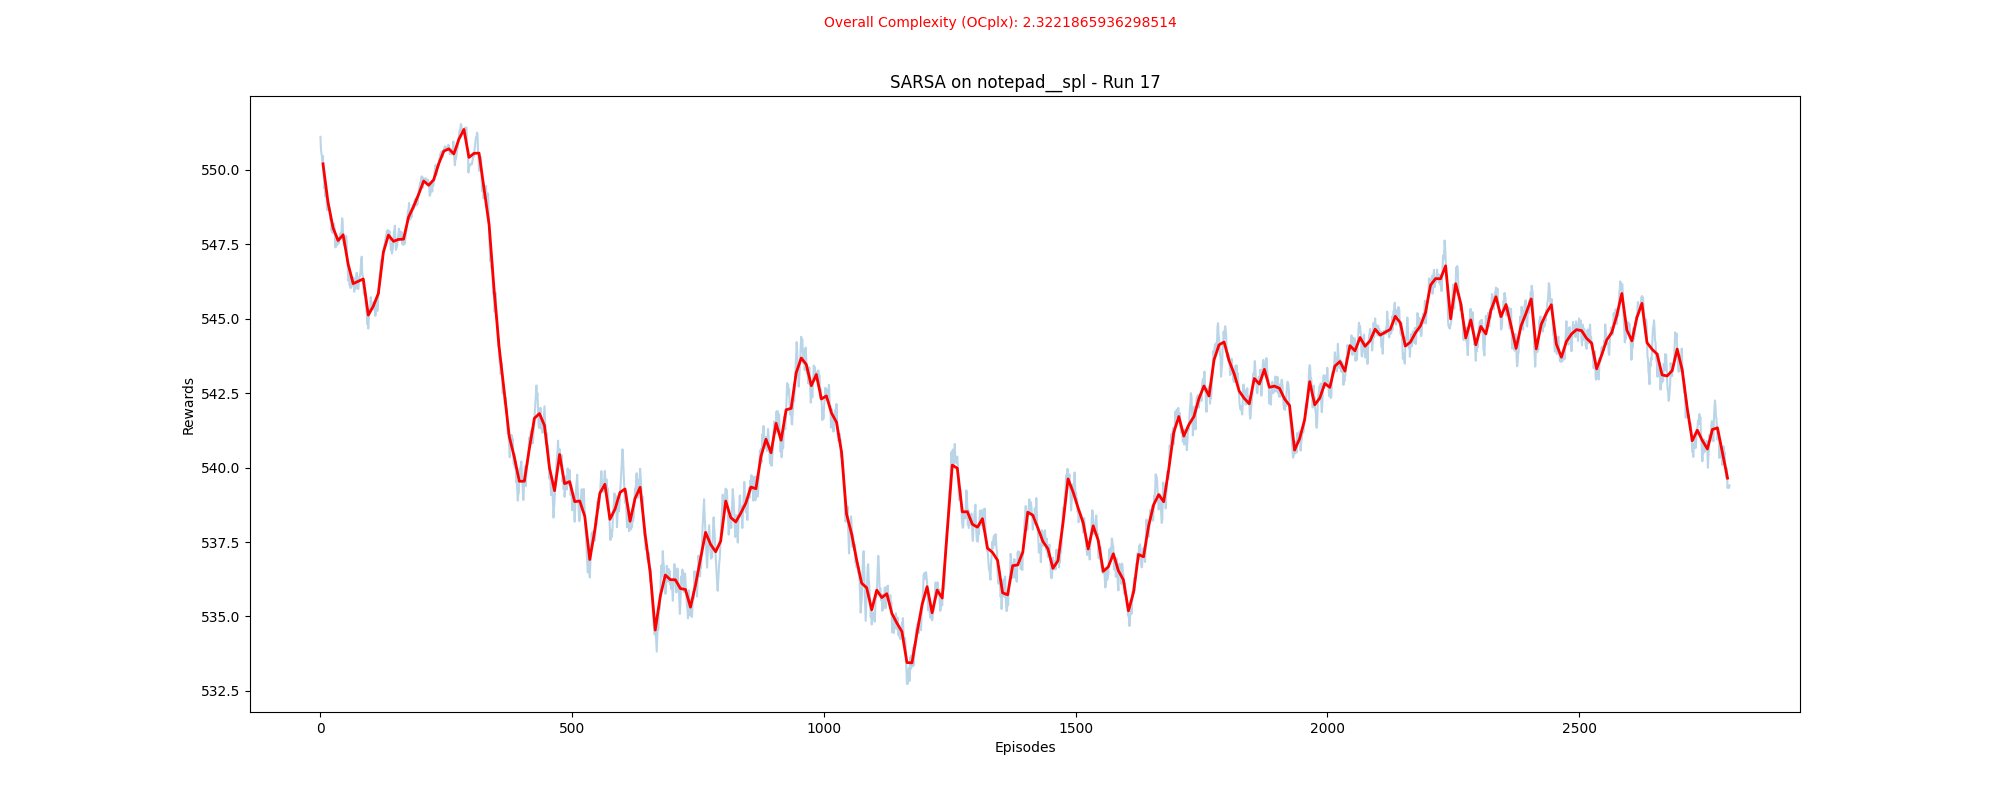 Overall Complexity (OCplx): 2.3221865936298514
SARSA on notepad__spl - Run 17
550.0
547.5
545.0
542.5
540.0
537.5
535.0
532.5
Rewards
0 500 1000 1500 2000 2500
Episodes